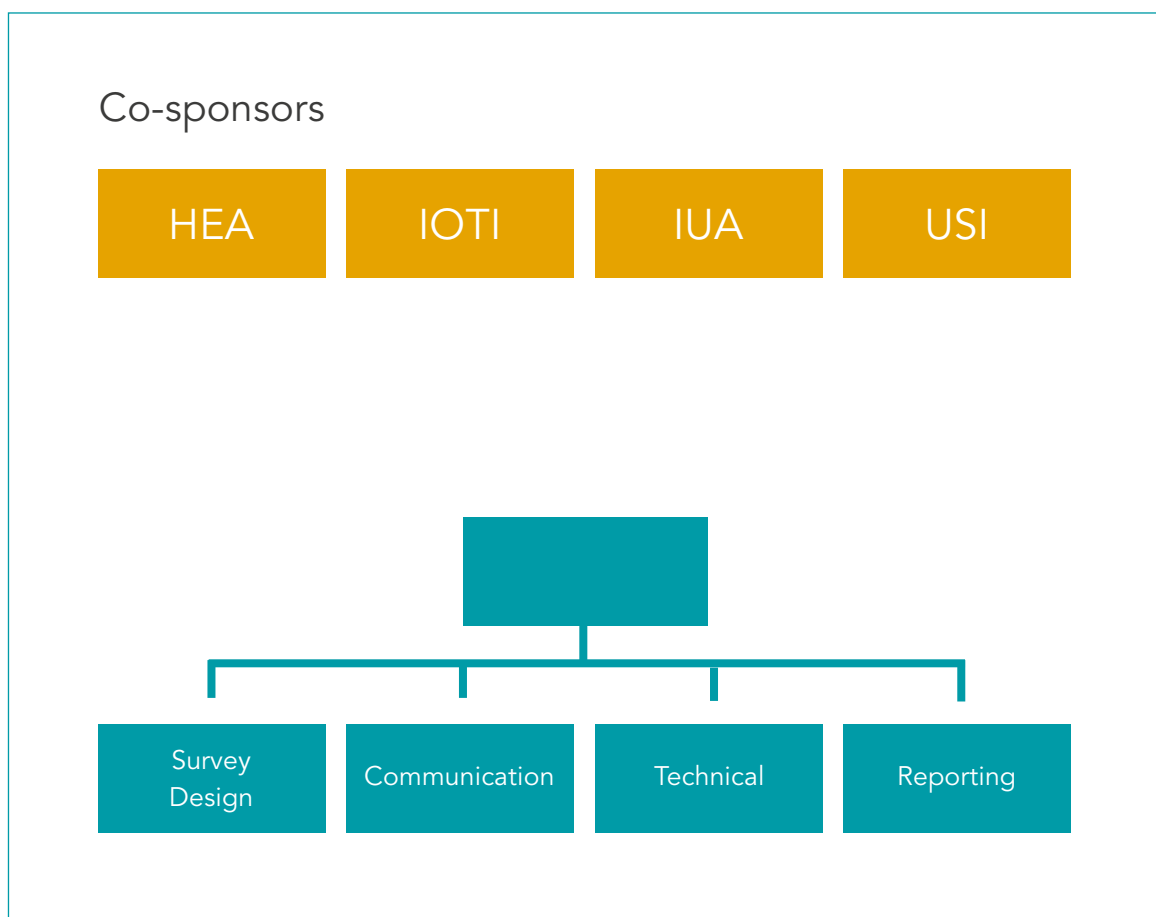 Co-sponsors
HEA
IOTI
IUA
USI
Survey
Design
Communication
Technical
Reporting